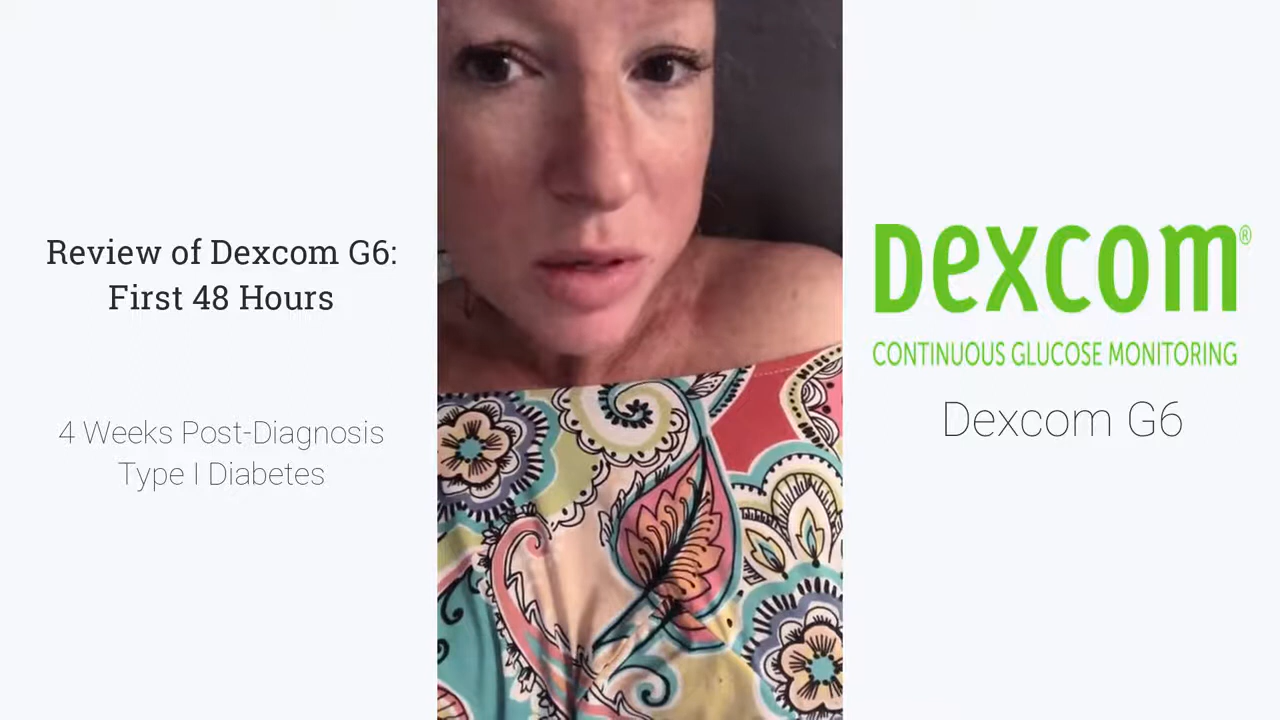 Review of Dexcom G6:
First 48 Hours
4 Weeks Post-Diagnosis
Type I Diabetes
Dexcom®
CONTINUOUS GLUCOSE MONITORING
Dexcom G6